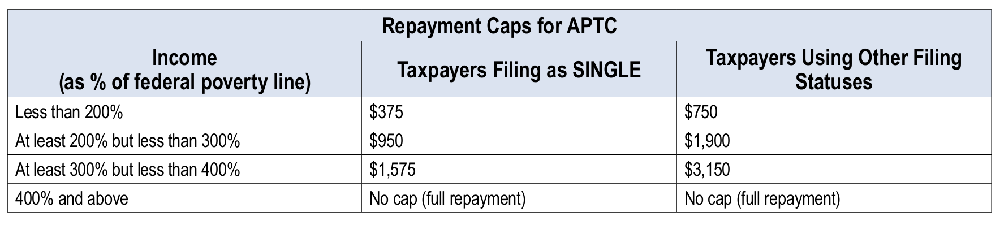 Repayment Caps for APTC
Income
(as % of federal poverty line)
Taxpayers Filing as SINGLE
Taxpayers Using Other Filing
Statuses
Less than 200%
$375
$750
At least 200% but less than 300%
$950
$1,900
At least 300% but less than 400%
$1,575
$3,150
400% and above
No cap (full repayment)
No cap (full repayment)